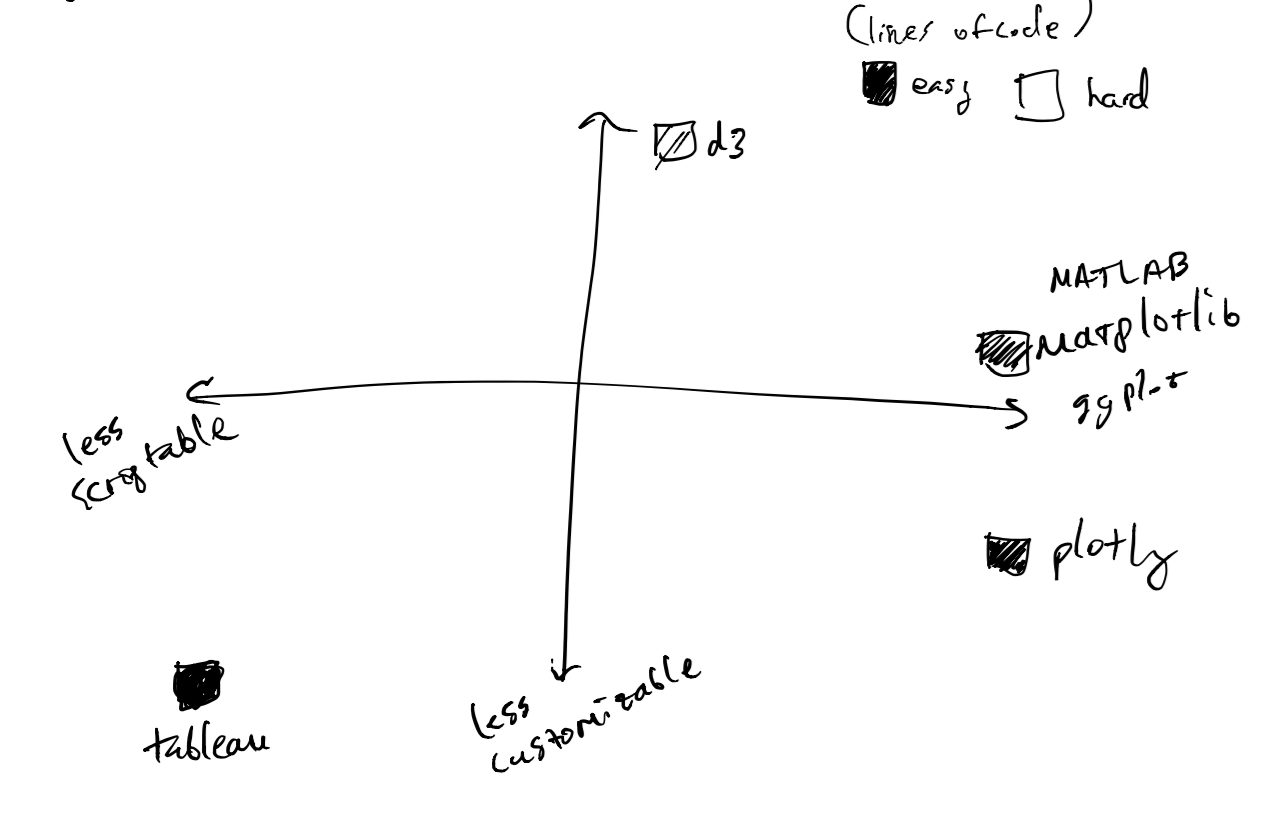 (lines of code)
easy hard
d3
MATLAB
Matplotlib
ggplot
less
scriptable
plotly
less
customizable
tableau